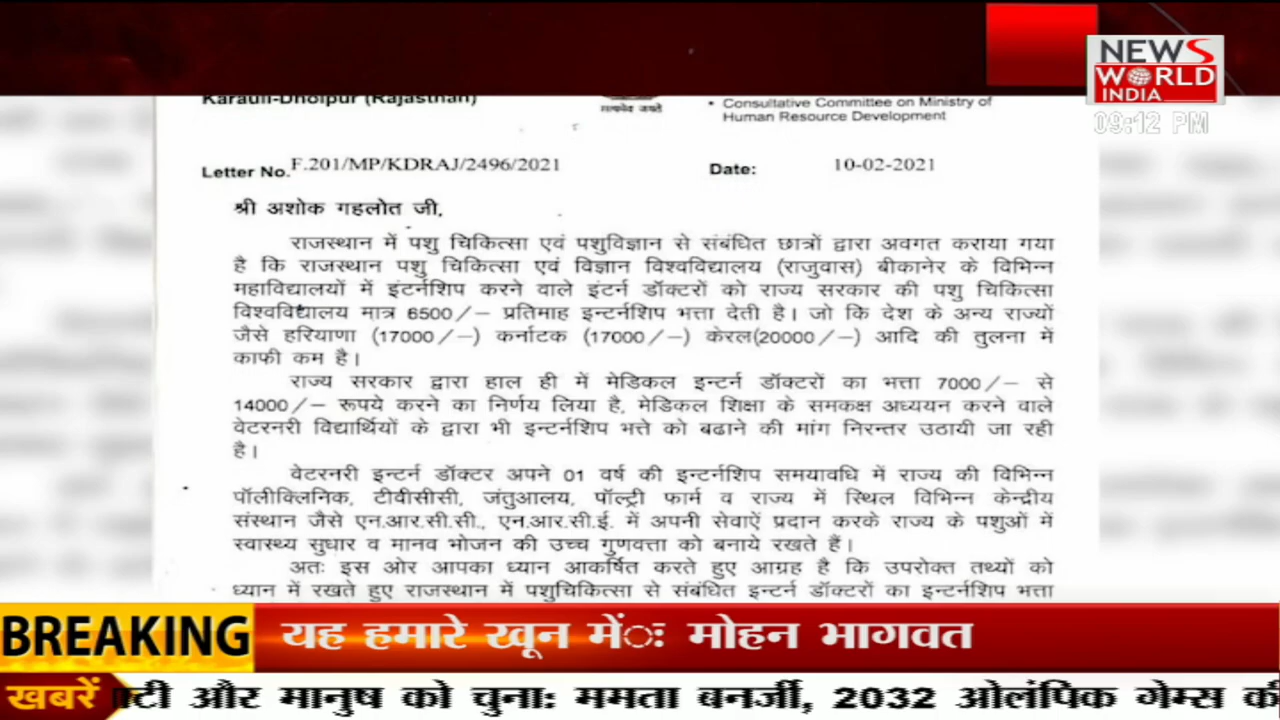 NEWS
WORLD
INDIA
09:12 PM
Karauli-Dholpur (Rajasthan)
सत्यमेव जयते
• Consultative Committee on Ministry of
Human Resource Development
Letter No. F.201/MP/KDRAJ/2496/2021 Date: 10-02-2021
श्री अशोक गहलोत जी,
राजस्थान में पशु चिकित्सा एवं पशुविज्ञान से संबंधित छात्रों द्वारा अवगत कराया गया
है कि राजस्थान पशु चिकित्सा एवं विज्ञान विश्वविद्यालय (राजुवास) बीकानेर के विभिन्न
महाविद्यालयों में इंटर्नशिप करने वाले इंटर्न डॉक्टरों को राज्य सरकार की पशु चिकित्सा
विश्वविद्यालय मात्र 6500/– प्रतिमाह इन्टर्नशिप भत्ता देती है। जो कि देश के अन्य राज्यों
जैसे हरियाणा (17000/–) कर्नाटक (17000/–) केरल(20000/–) आदि की तुलना में
काफी कम है।
राज्य सरकार द्वारा हाल ही में मेडिकल इन्टर्न डॉक्टरों का भत्ता 7000/– से
14000/– रूपये करने का निर्णय लिया है, मेडिकल शिक्षा के समकक्ष अध्ययन करने वाले
वेटरनरी विद्यार्थियों के द्वारा भी इन्टर्नशिप भत्ते को बढाने की मांग निरन्तर उठायी जा रही
है।
वेटरनरी इन्टर्न डॉक्टर अपने 01 वर्ष की इन्टर्नशिप समयावधि में राज्य की विभिन्न
पॉलीक्लिनिक, टीवीसीसी, जंतुआलय, पॉल्ट्री फार्म व राज्य में स्थिल विभिन्न केन्द्रीय
संस्थान जैसे एन.आर.सी.सी., एन.आर.सी.ई. में अपनी सेवाऐं प्रदान करके राज्य के पशुओं में
स्वास्थ्य सुधार व मानव भोजन की उच्च गुणवत्ता को बनाये रखते हैं।
अतः इस ओर आपका ध्यान आकर्षित करते हुए आग्रह है कि उपरोक्त तथ्यों को
ध्यान में रखते हुए राजस्थान में पशुचिकित्सा से संबंधित इन्टर्न डॉक्टरों का इन्टर्नशिप भत्ता
BREAKING यह हमारे खून मेंः मोहन भागवत
खबरें और मानुष को चुनाः ममता बनर्जी, 2032 ओलंपिक गेम्स की